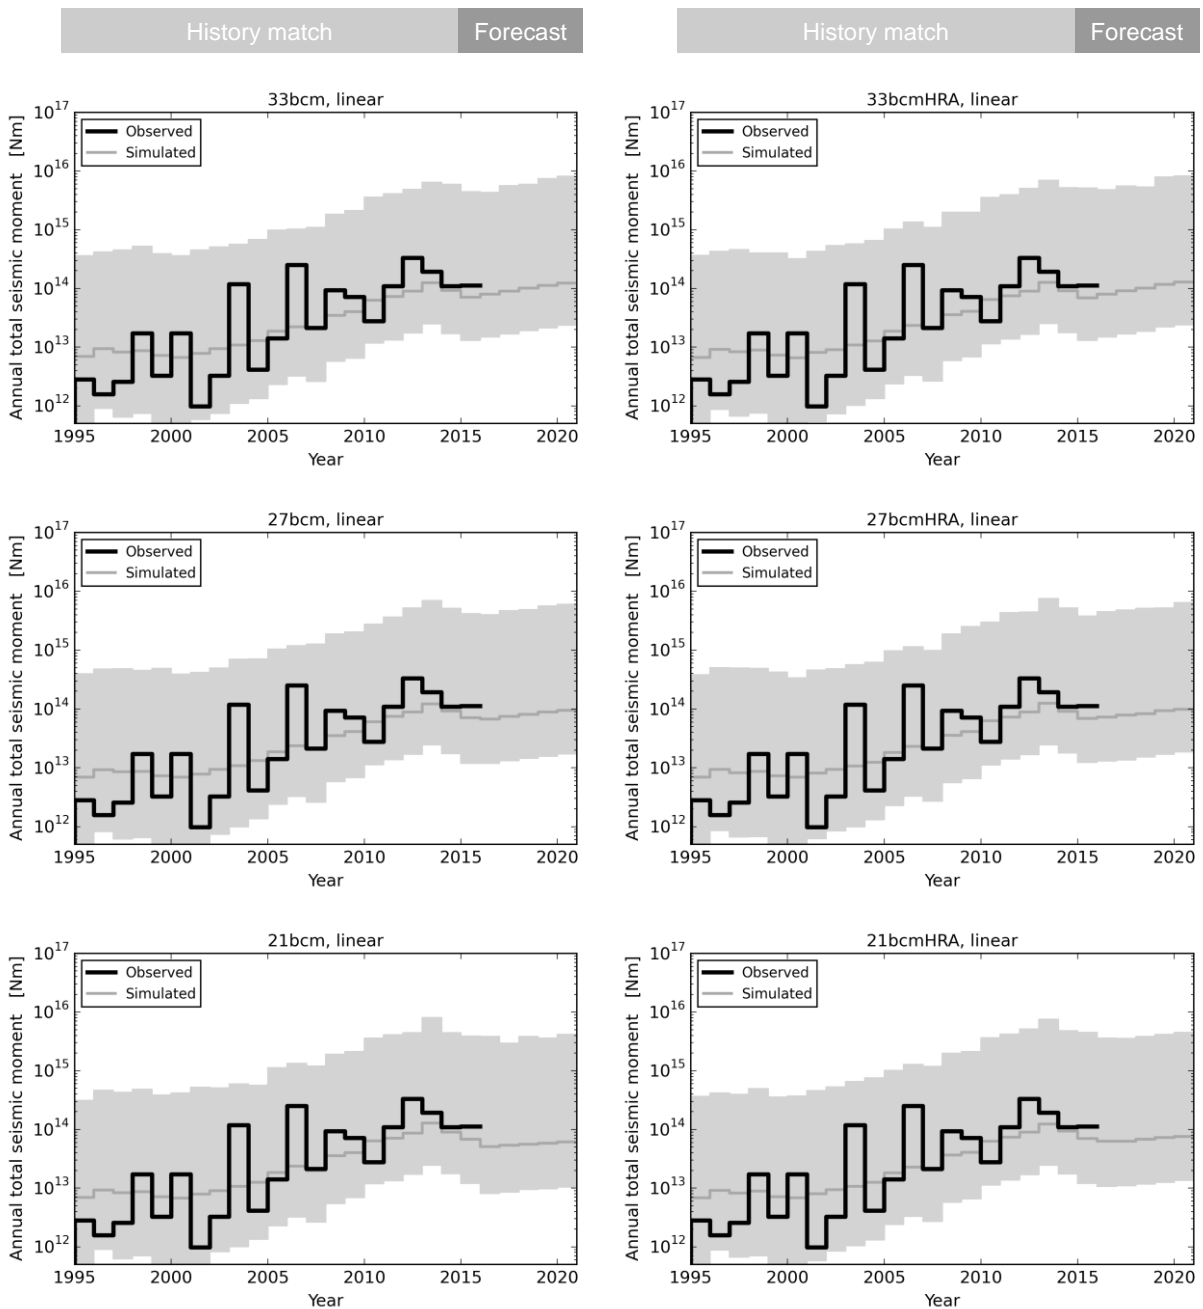 History match Forecast History match Forecast
33bcm, linear
Annual total seismic moment [Nm]
10^17
10^16
10^15
10^14
10^13
10^12
Observed
Simulated
1995 2000 2005 2010 2015 2020
Year
33bcmHRA, linear
Annual total seismic moment [Nm]
10^17
10^16
10^15
10^14
10^13
10^12
Observed
Simulated
1995 2000 2005 2010 2015 2020
Year
27bcm, linear
Annual total seismic moment [Nm]
10^17
10^16
10^15
10^14
10^13
10^12
Observed
Simulated
1995 2000 2005 2010 2015 2020
Year
27bcmHRA, linear
Annual total seismic moment [Nm]
10^17
10^16
10^15
10^14
10^13
10^12
Observed
Simulated
1995 2000 2005 2010 2015 2020
Year
21bcm, linear
Annual total seismic moment [Nm]
10^17
10^16
10^15
10^14
10^13
10^12
Observed
Simulated
1995 2000 2005 2010 2015 2020
Year
21bcmHRA, linear
Annual total seismic moment [Nm]
10^17
10^16
10^15
10^14
10^13
10^12
Observed
Simulated
1995 2000 2005 2010 2015 2020
Year